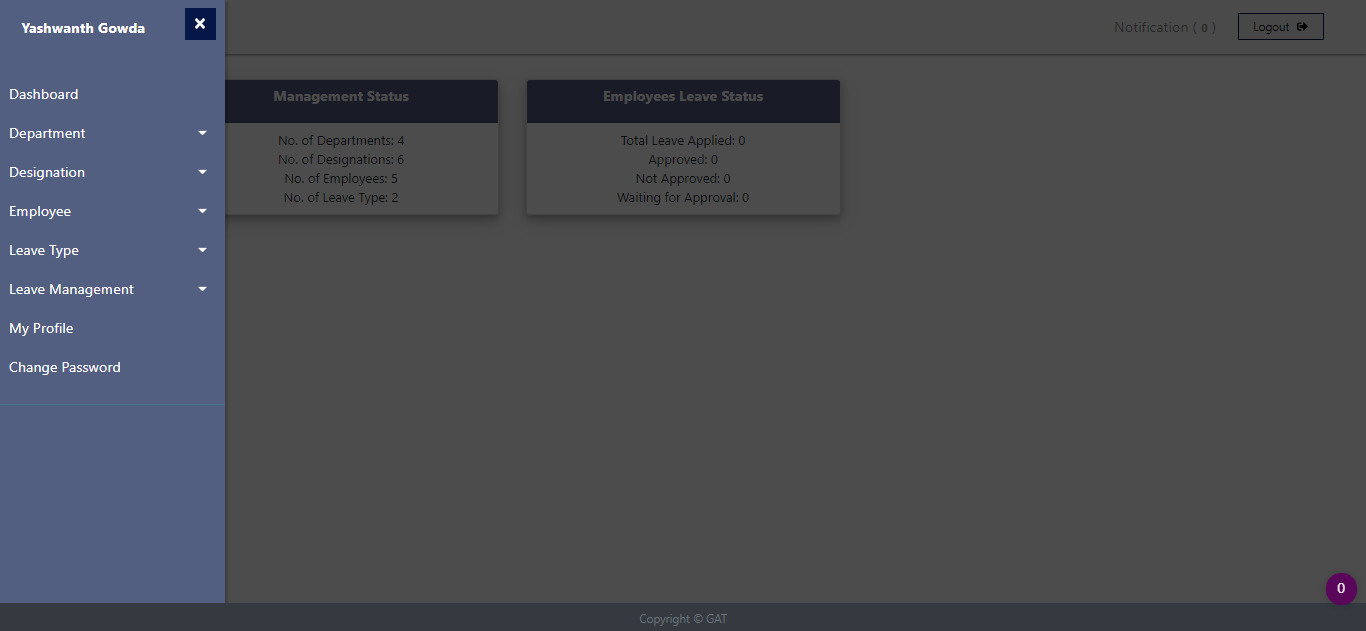 Yashwanth Gowda
×
Notification ( 0 )
Logout
Dashboard
Department
Designation
Employee
Leave Type
Leave Management
My Profile
Change Password
Management Status
No. of Departments: 4
No. of Designations: 6
No. of Employees: 5
No. of Leave Type: 2
Employees Leave Status
Total Leave Applied: 0
Approved: 0
Not Approved: 0
Waiting for Approval: 0
0
Copyright © GAT